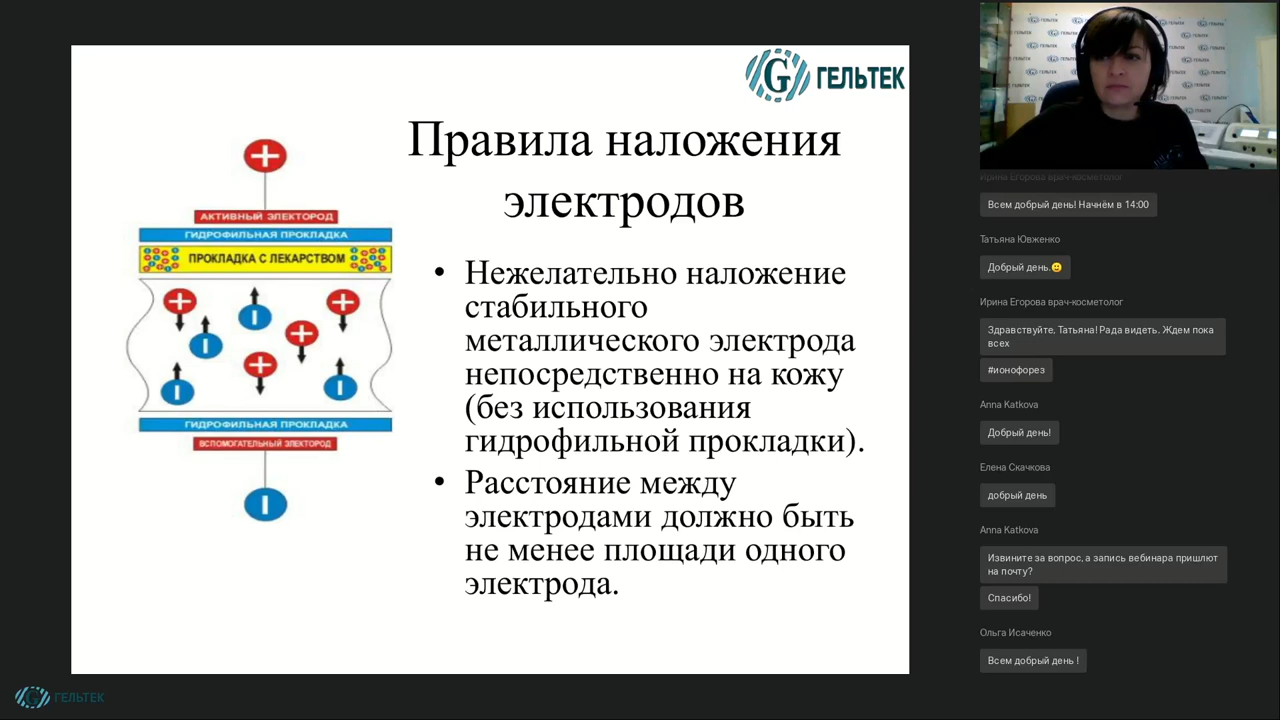 ГЕЛЬТЕК
Правила наложения
электродов
АКТИВНЫЙ ЭЛЕКТОРОД
ГИДРОФИЛЬНАЯ ПРОКЛАДКА
ПРОКЛАДКА С ЛЕКАРСТВОМ
ГИДРОФИЛЬНАЯ ПРОКЛАДКА
ВСПОМОГАТЕЛЬНЫЙ ЭЛЕКТОРОД
• Нежелательно наложение
стабильного
металлического электрода
непосредственно на кожу
(без использования
гидрофильной прокладки).
• Расстояние между
электродами должно быть
не менее площади одного
электрода.
ГЕЛЬТЕК
Ирина Егорова врач-косметолог
Всем добрый день! Начнём в 14:00
Татьяна Ювженко
Добрый день.🙂
Ирина Егорова врач-косметолог
Здравствуйте, Татьяна! Рада видеть. Ждем пока
всех
#ионофорез
Anna Katkova
Добрый день!
Елена Скачкова
добрый день
Anna Katkova
Извините за вопрос, а запись вебинара пришлют
на почту?
Спасибо!
Ольга Исаченко
Всем добрый день !